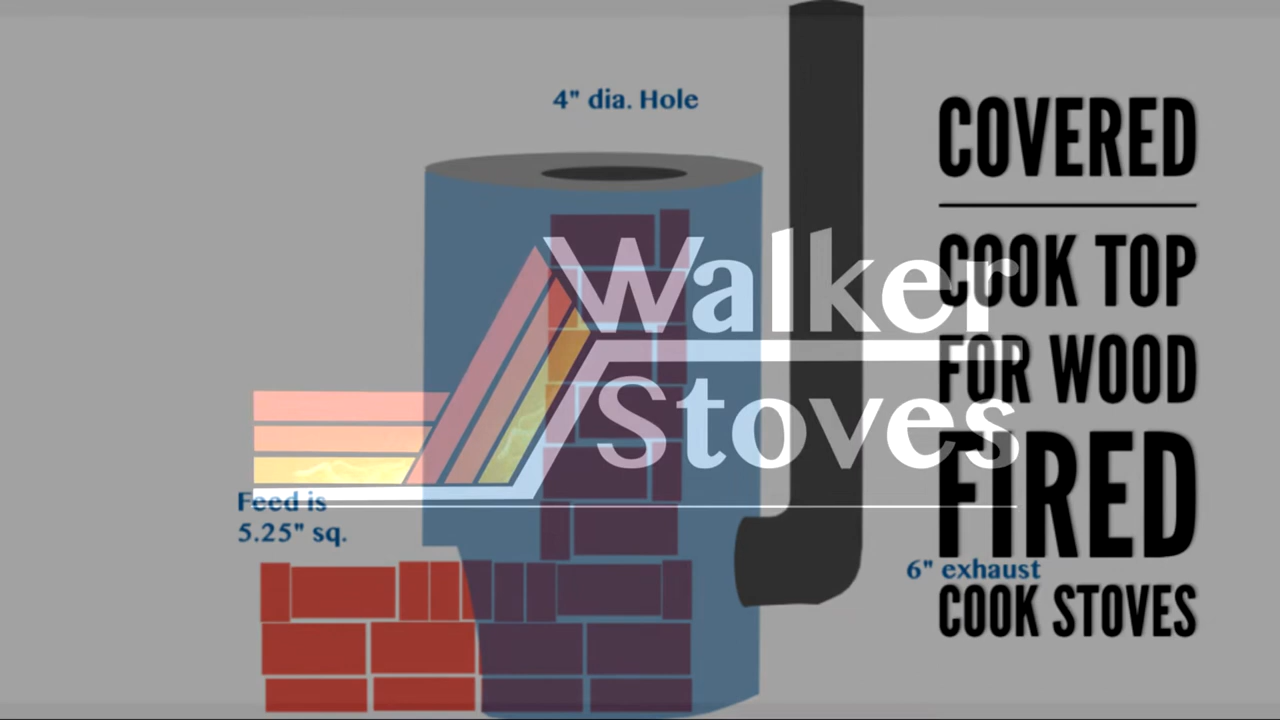 4" dia. Hole
COVERED
COOK TOP
FOR WOOD
FIRED
COOK STOVES
Walker
Stoves
Feed is
5.25" sq.
6" exhaust